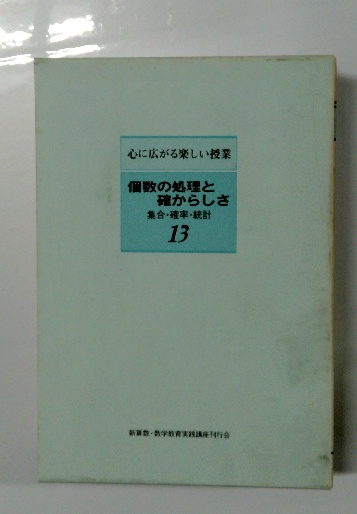 心に広がる楽しい授業
個数の処理と
確からしさ
集合・確率・統計
13
新算数・数学教育実践講座刊行会